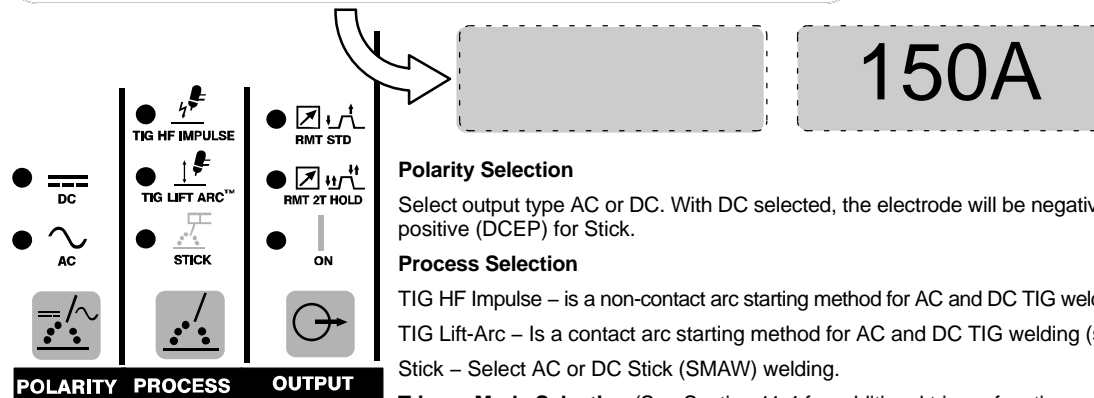 150A
TIG HF IMPULSE
RMT STD
DC
TIG LIFT ARC™
RMT 2T HOLD
AC
STICK
ON
POLARITY
PROCESS
OUTPUT
Polarity Selection
Select output type AC or DC. With DC selected, the electrode will be
positive (DCEP) for Stick.
Process Selection
TIG HF Impulse – is a non-contact arc starting method for AC and DC TIG
TIG Lift-Arc – Is a contact arc starting method for AC and DC TIG welding
Stick – Select AC or DC Stick (SMAW) welding.